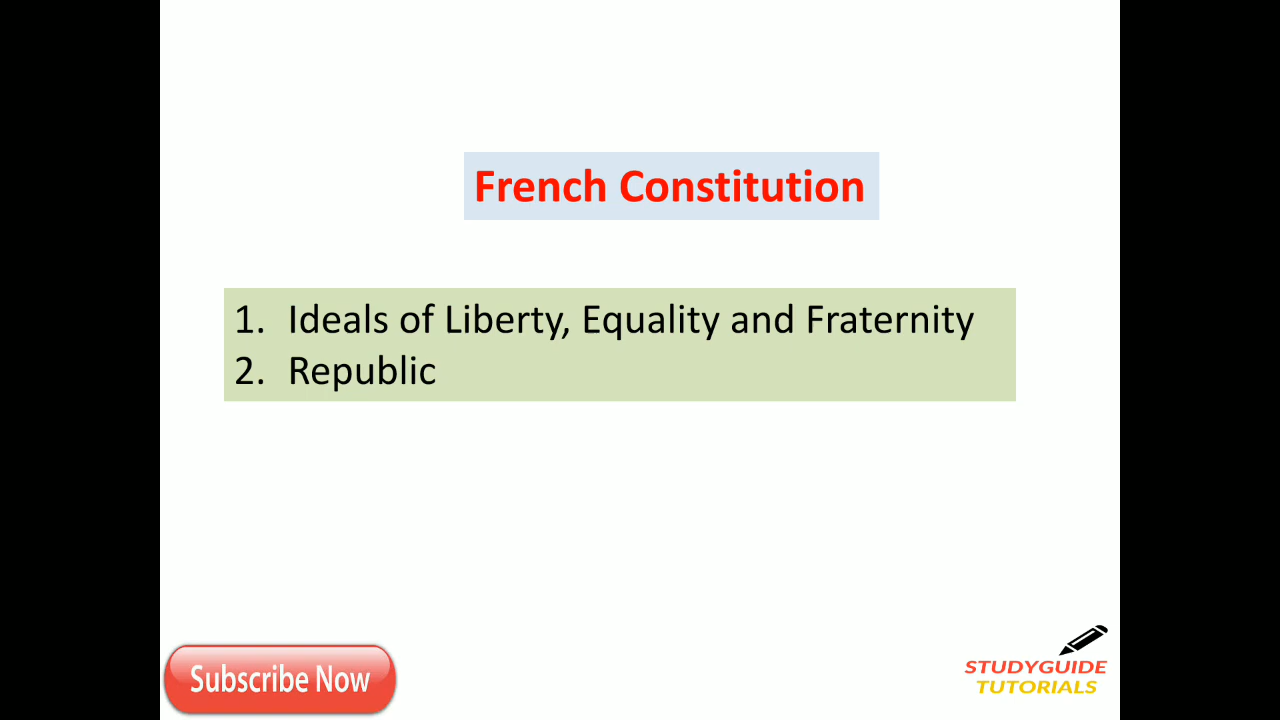 French Constitution
1. Ideals of Liberty, Equality and Fraternity
2. Republic
Subscribe Now
STUDYGUIDE
TUTORIALS